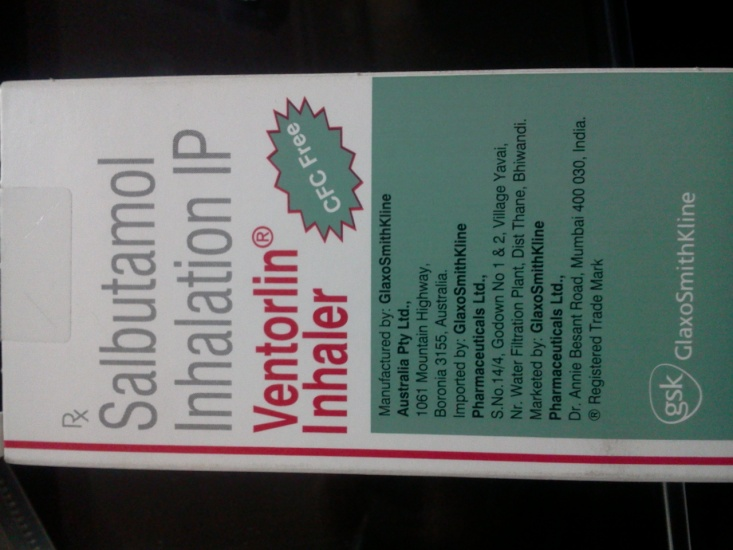 Rx
Salbutamol
Inhalation IP
Ventorlin®
Inhaler
CFC Free
Manufactured by: GlaxoSmithKline
Australia Pty Ltd.,
1061 Mountain Highway,
Boronia 3155, Australia.
Imported by: GlaxoSmithKline
Pharmaceuticals Ltd.,
S.No.14/4, Godown No 1 & 2, Village Yavai,
Nr. Water Filtration Plant, Dist Thane, Bhiwandi.
Marketed by: GlaxoSmithKline
Pharmaceuticals Ltd.,
Dr. Annie Besant Road, Mumbai 400 030, India.
® Registered Trade Mark
gsk GlaxoSmithKline